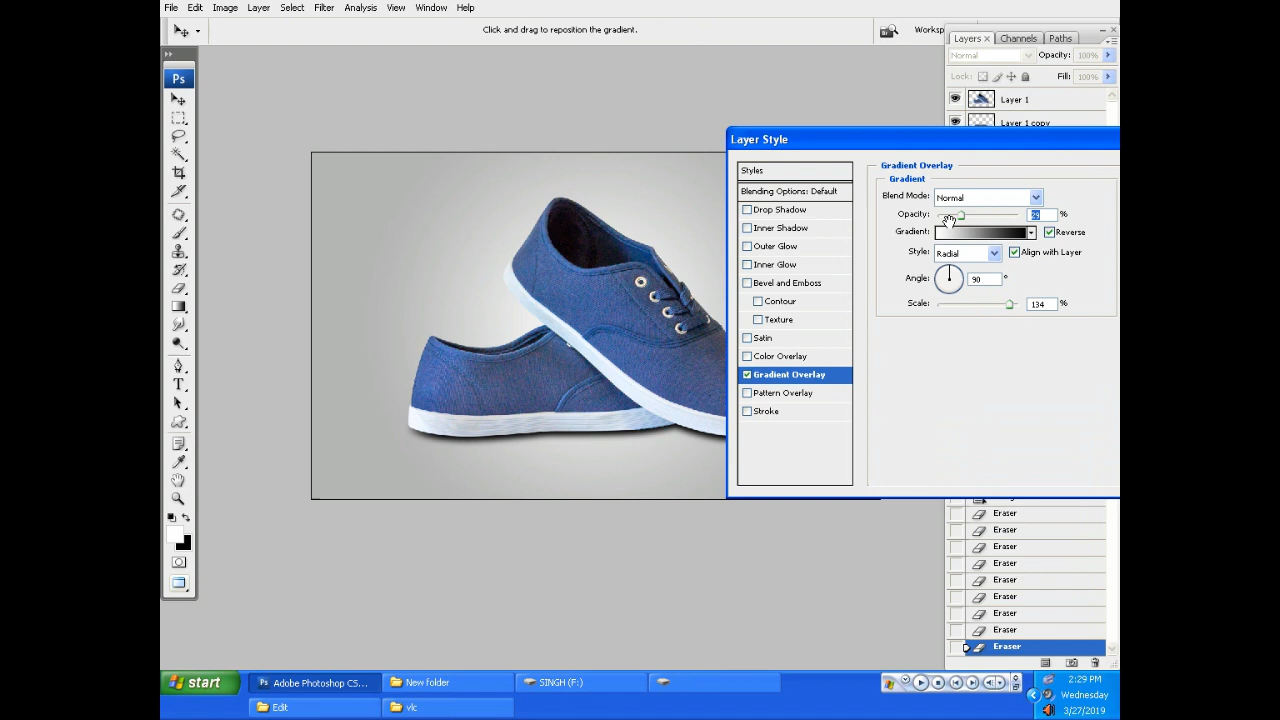 File Edit Image Layer Select Filter Analysis View Window Help
Click and drag to reposition the gradient.
Worksp
Layers × Channels Paths
Normal Opacity: 100%
Lock: Fill: 100%
Ps
Layer 1
Layer 1 copy
Layer Style
Styles
Blending Options: Default
Drop Shadow
Inner Shadow
Outer Glow
Inner Glow
Bevel and Emboss
Contour
Texture
Satin
Color Overlay
Gradient Overlay
Pattern Overlay
Stroke
Gradient Overlay
Gradient
Blend Mode: Normal
Opacity: 29 %
Gradient: Reverse
Style: Radial Align with Layer
Angle: 90 °
Scale: 134 %
T
Eraser
Eraser
Eraser
Eraser
Eraser
Eraser
Eraser
Eraser
Eraser
start
Adobe Photoshop CS...
New folder
SINGH (F:)
Edit
vlc
2:29 PM
Wednesday
3/27/2019